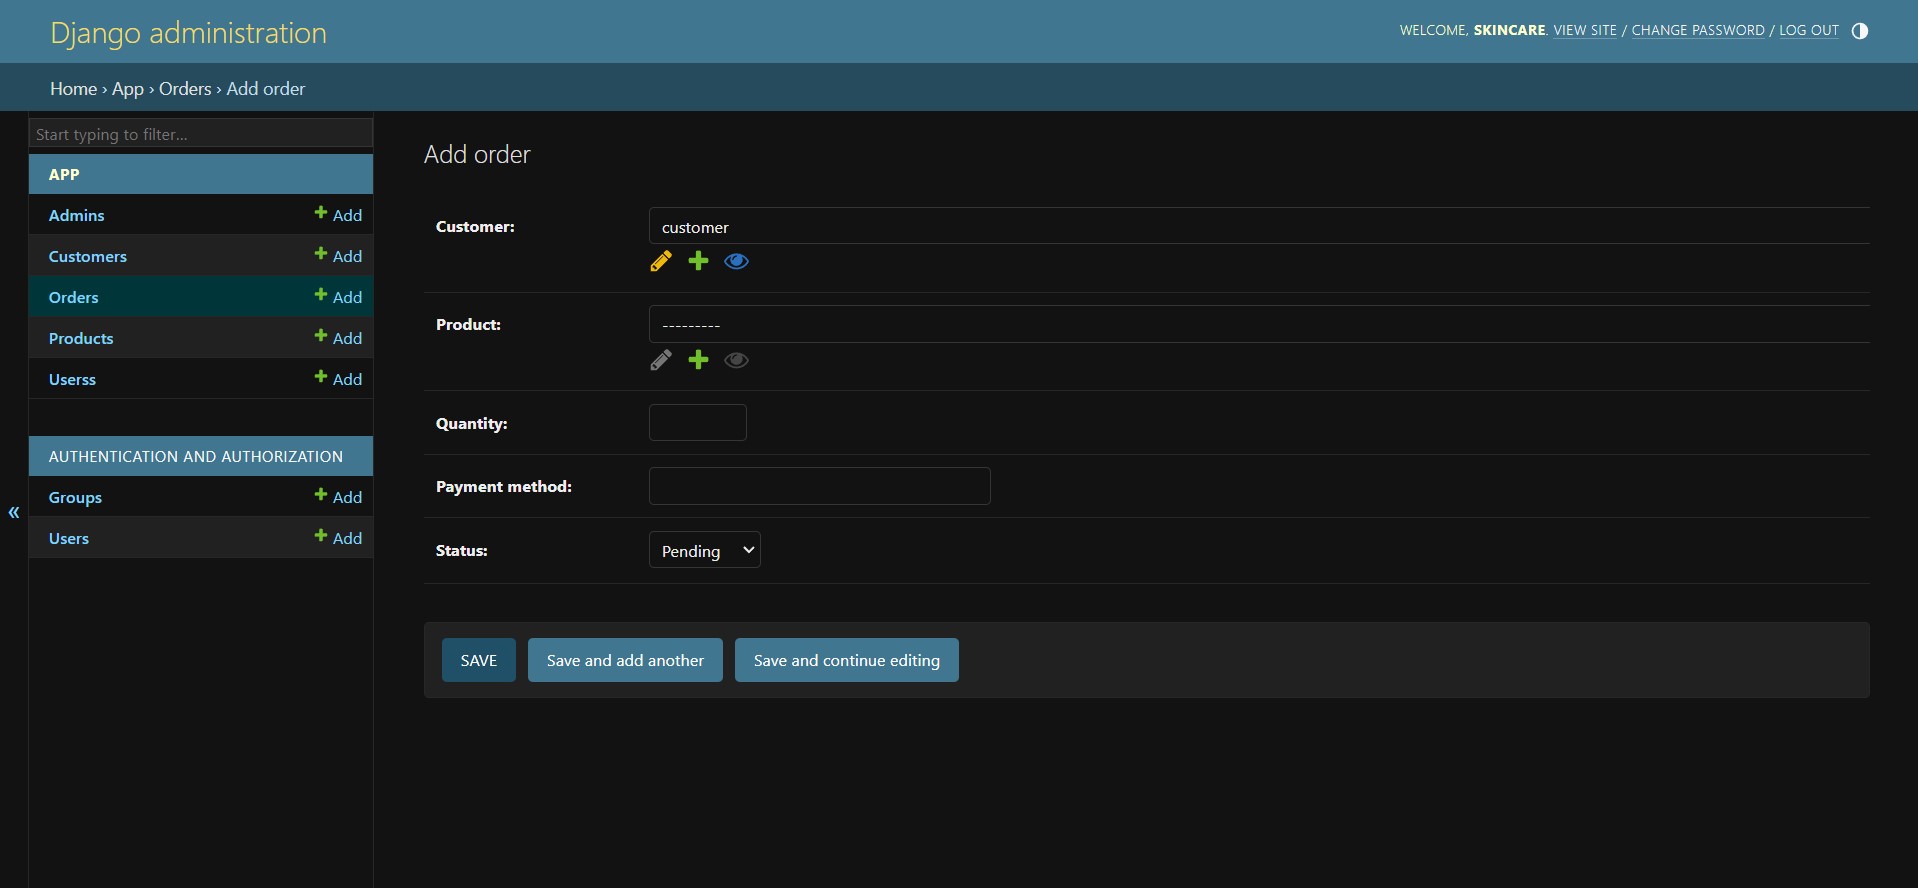 Django administration
WELCOME, SKINCARE. VIEW SITE / CHANGE PASSWORD / LOG OUT
Home › App › Orders › Add order
Start typing to filter...
APP
Admins + Add
Customers + Add
Orders + Add
Products + Add
Userss + Add
AUTHENTICATION AND AUTHORIZATION
Groups + Add
Users + Add
«
Add order
Customer: customer
Product: ---------
Quantity:
Payment method:
Status: Pending
SAVE
Save and add another
Save and continue editing